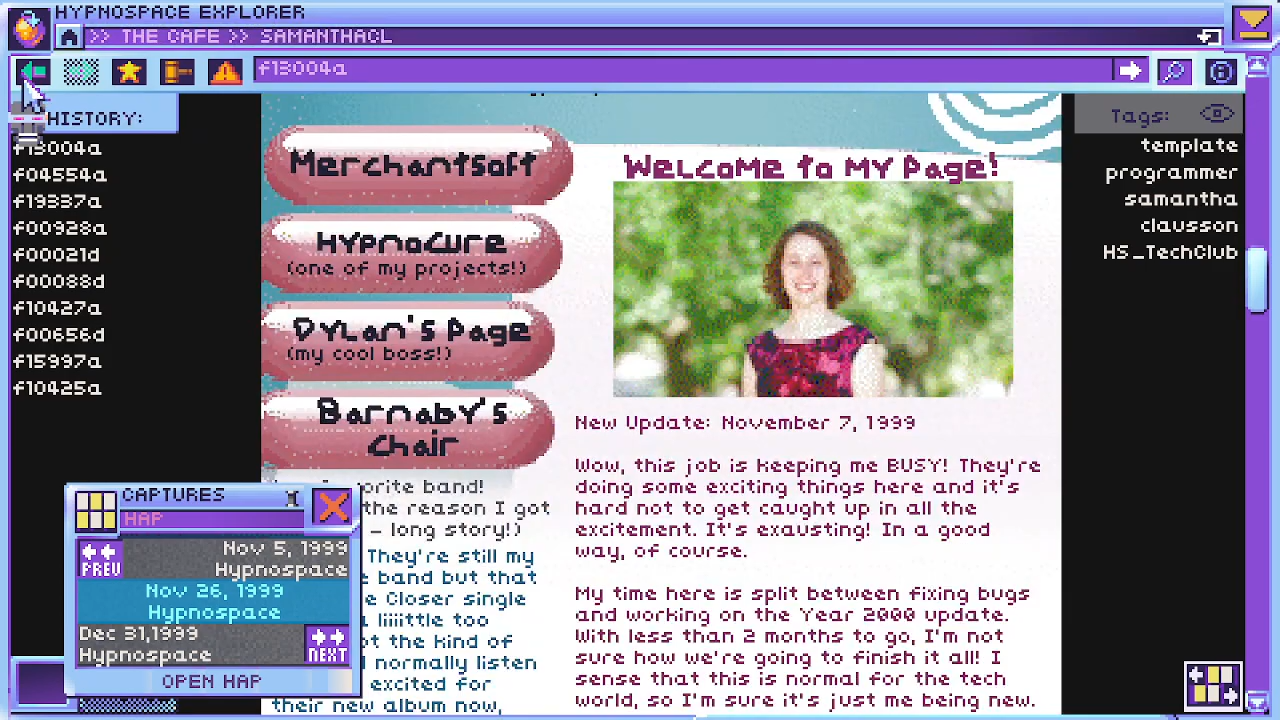 HYPNOSPACE EXPLORER
>> THE CAFE >> SAMANTHACL
f13004a
HISTORY:
f13004a
f04554a
f19337a
f00928a
f00021d
f00088d
f10427a
f00656d
f15997a
f10425a
Merchantsoft
HypnoCure
(one of my projects!)
Dylan's Page
(my cool boss!)
Barnaby's
Chair
orite band!
the reason I got
- long story!)
They're still my
band but that
Closer single
liiiittle too
the kind of
normally listen
excited for
their new album now,
Welcome to My Page!
New Update: November 7, 1999
Wow, this job is keeping me BUSY! They're
doing some exciting things here and it's
hard not to get caught up in all the
excitement. It's exausting! In a good
way, of course.
My time here is split between fixing bugs
and working on the Year 2000 update.
With less than 2 months to go, I'm not
sure how we're going to finish it all! I
sense that this is normal for the tech
world, so I'm sure it's just me being new.
Tags:
template
programmer
samantha
clausson
HS_TechClub
CAPTURES
HAP
PREV
Nov 5, 1999
Hypnospace
Nov 26, 1999
Hypnospace
Dec 31,1999
Hypnospace
NEXT
OPEN HAP